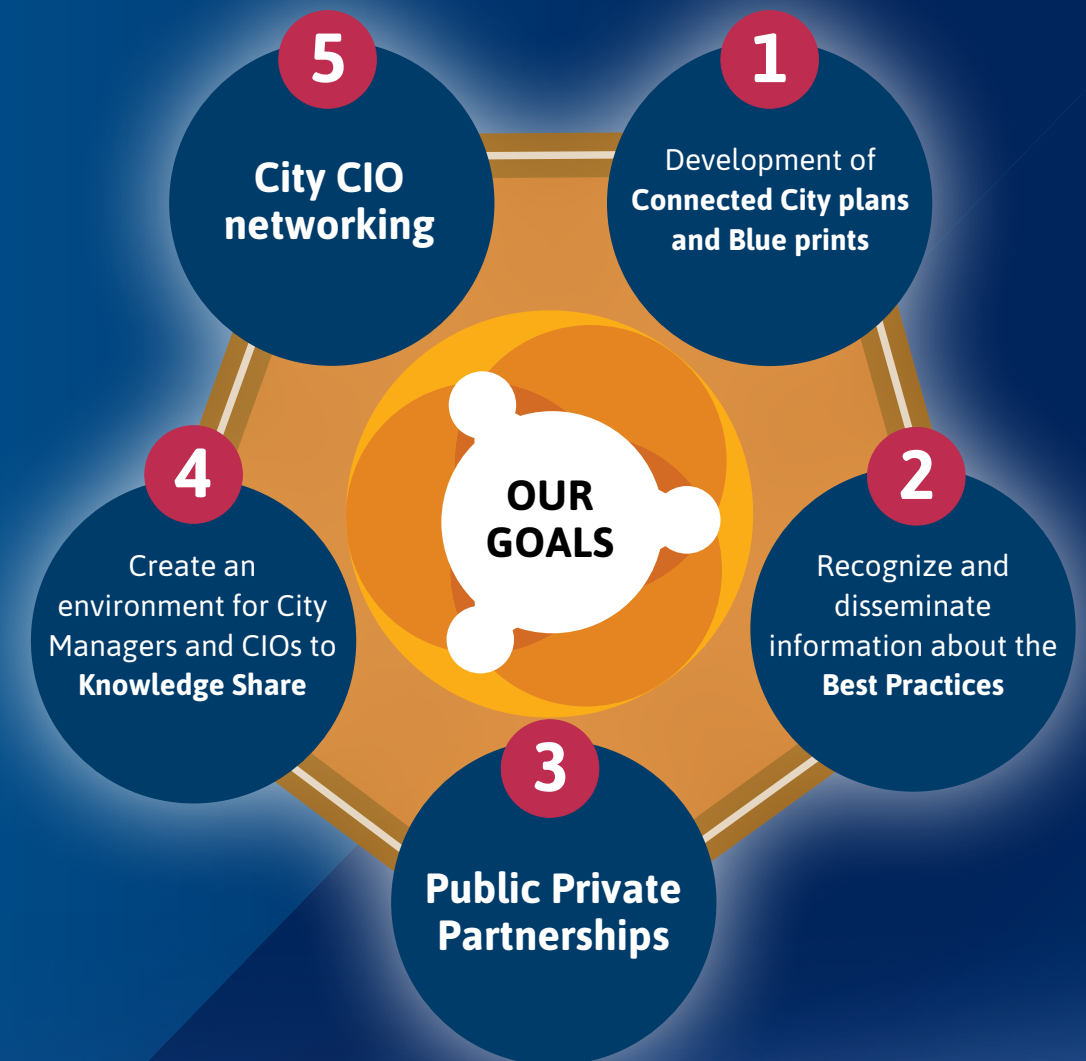 OUR
GOALS
1
Development of
Connected City plans
and Blue prints
2
Recognize and
disseminate
information about the
Best Practices
3
Public Private
Partnerships
4
Create an
environment for City
Managers and CIOs to
Knowledge Share
5
City CIO
networking